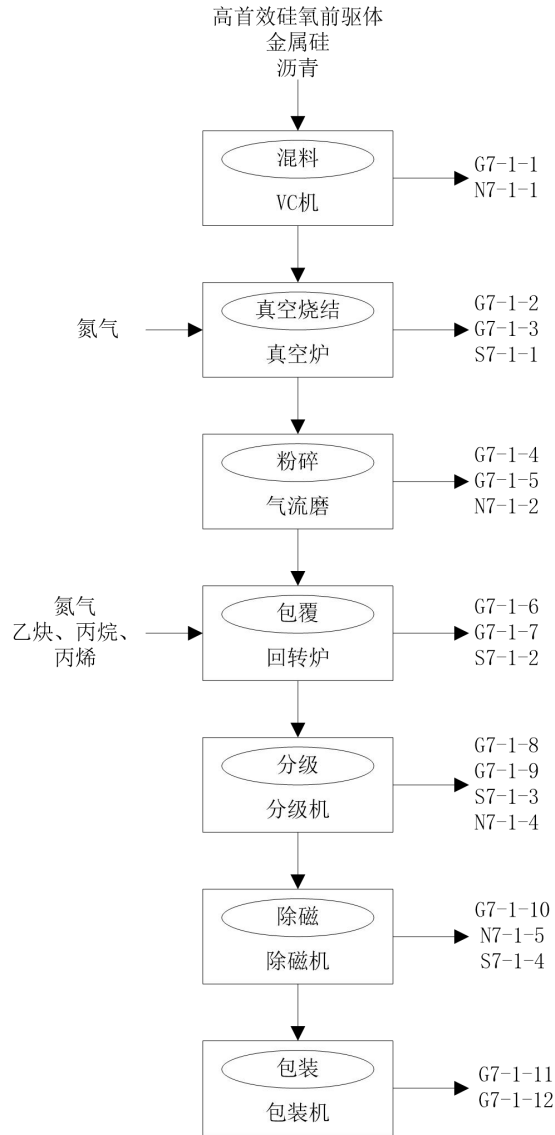 高首效硅氧前驱体
金属硅
沥青
混料
VC机
G7-1-1
N7-1-1
氮气
真空烧结
真空炉
G7-1-2
G7-1-3
S7-1-1
粉碎
气流磨
G7-1-4
G7-1-5
N7-1-2
氮气
乙炔、丙烷、
丙烯
包覆
回转炉
G7-1-6
G7-1-7
S7-1-2
分级
分级机
G7-1-8
G7-1-9
S7-1-3
N7-1-4
除磁
除磁机
G7-1-10
N7-1-5
S7-1-4
包装
包装机
G7-1-11
G7-1-12